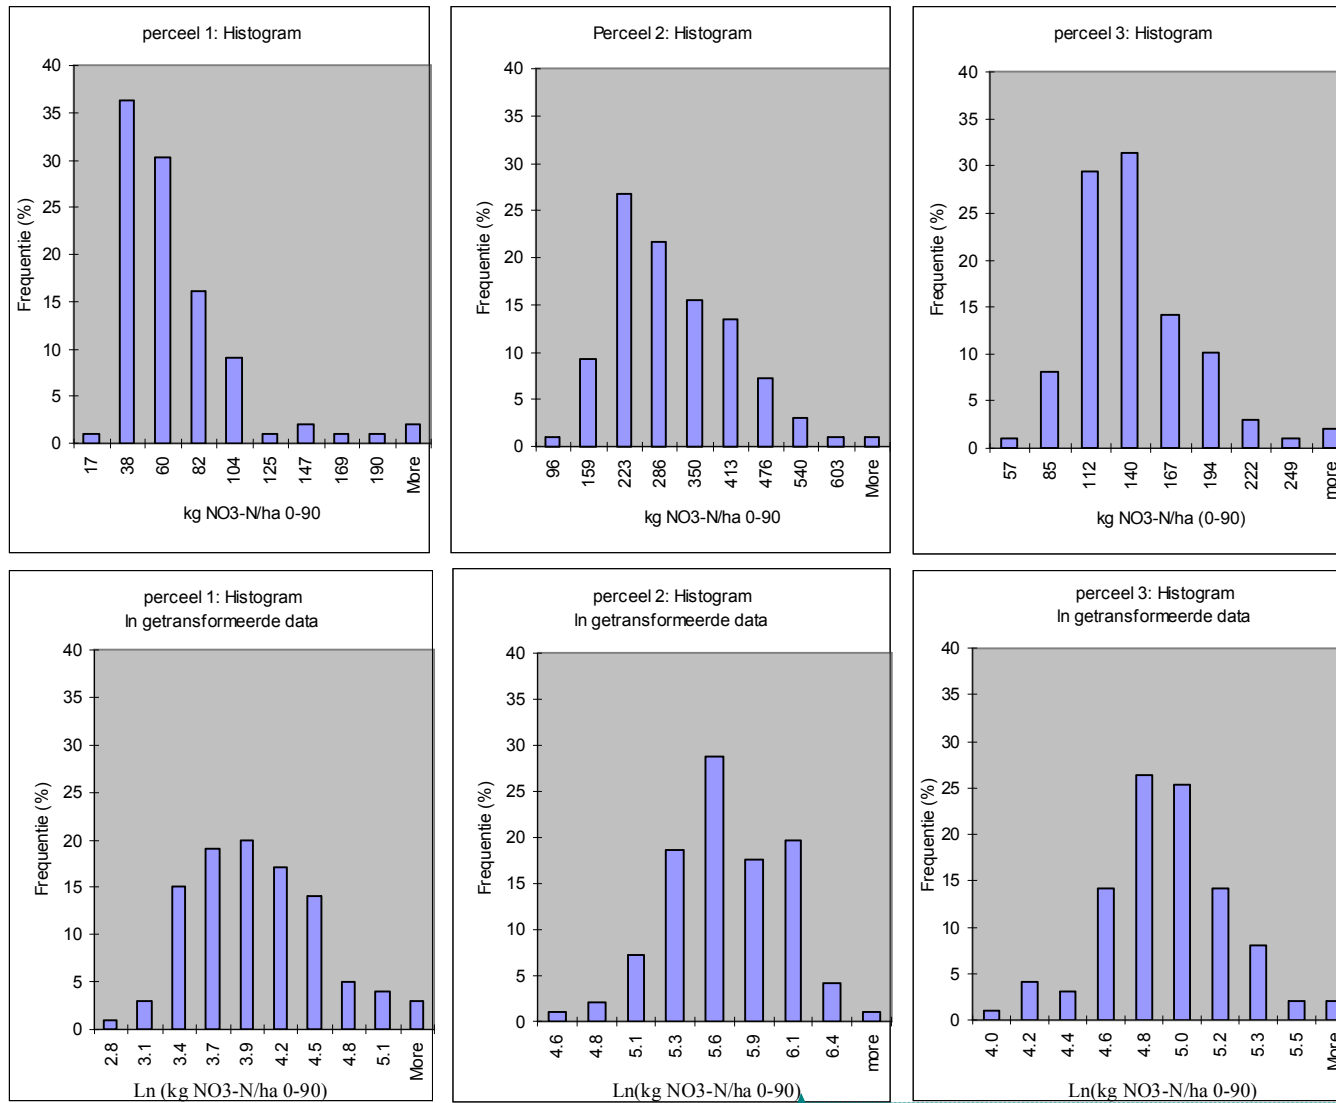 perceel 1: Histogram
40
35
30
25
20
15
10
5
0
Frequentie (%)
17 38 60 82 104 125 147 169 190 More
kg NO3-N/ha 0-90
Perceel 2: Histogram
40
35
30
25
20
15
10
5
0
Frequentie (%)
96 159 223 286 350 413 476 540 603 More
kg NO3-N/ha 0-90
perceel 3: Histogram
40
35
30
25
20
15
10
5
0
Frequentie (%)
57 85 112 140 167 194 222 249 more
kg NO3-N/ha (0-90)
perceel 1: Histogram
ln getransformeerde data
40
35
30
25
20
15
10
5
0
Frequentie (%)
2.8 3.1 3.4 3.7 3.9 4.2 4.5 4.8 5.1 More
Ln (kg NO3-N/ha 0-90)
perceel 2: Histogram
ln getransformeerde data
40
35
30
25
20
15
10
5
0
Frequentie (%)
4.6 4.8 5.1 5.3 5.6 5.9 6.1 6.4 more
Ln(kg NO3-N/ha 0-90)
perceel 3: Histogram
ln getransformeerde data
40
35
30
25
20
15
10
5
0
Frequentie (%)
4.0 4.2 4.4 4.6 4.8 5.0 5.2 5.3 5.5 More
Ln(kg NO3-N/ha 0-90)